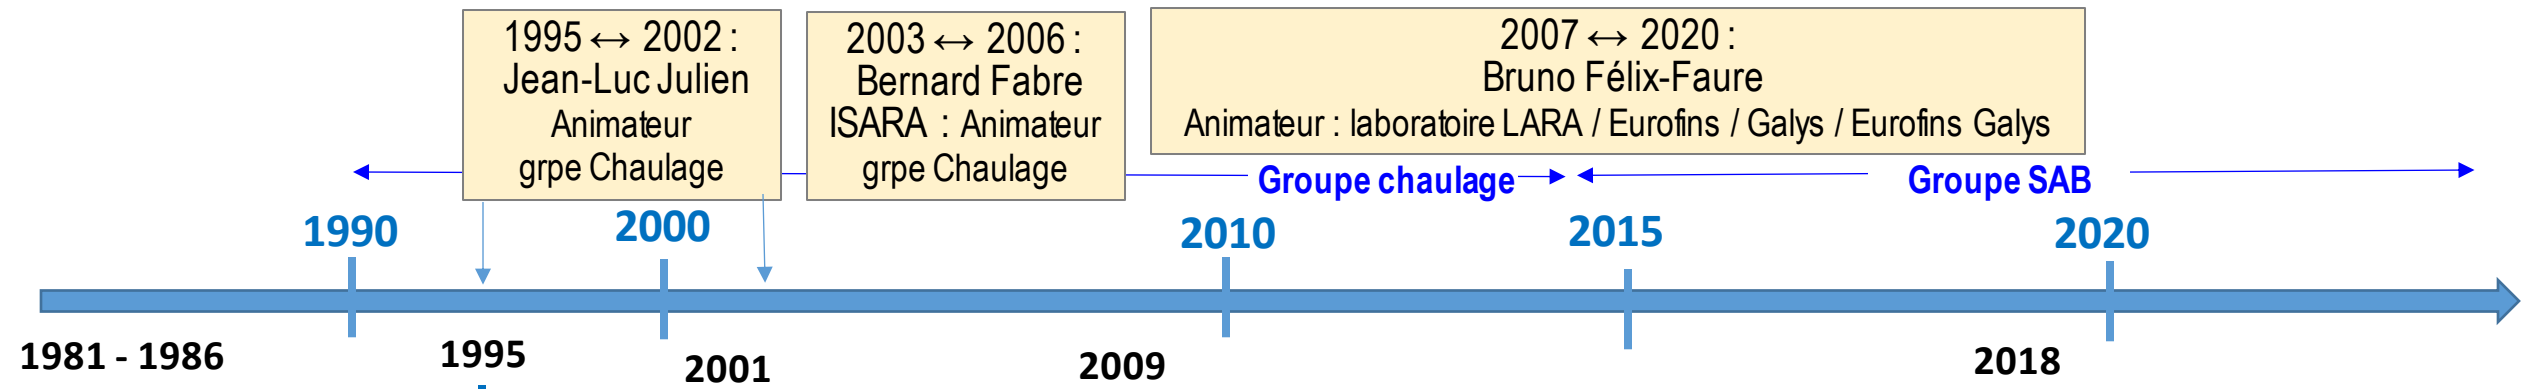 1995 ↔ 2002 :
Jean-Luc Julien
Animateur
grpe Chaulage
2003 ↔ 2006 :
Bernard Fabre
ISARA : Animateur
grpe Chaulage
2007 ↔ 2020 :
Bruno Félix-Faure
Animateur : laboratoire LARA / Eurofins / Galys / Eurofins Galys
Groupe chaulage
Groupe SAB
1990
2000
2010
2015
2020
1981 - 1986
1995
2001
2009
2018